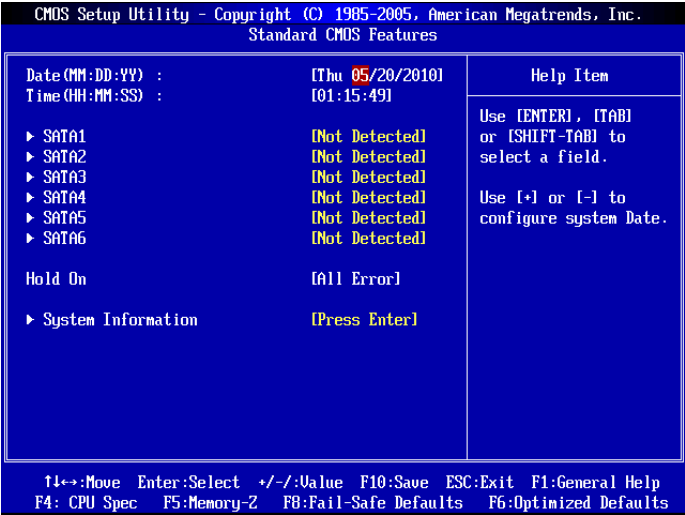 CMOS Setup Utility - Copyright (C) 1985-2005, American Megatrends, Inc.
Standard CMOS Features
Date(MM:DD:YY) : [Thu 05/20/2010]
Time(HH:MM:SS) : [01:15:49]
▶ SATA1 [Not Detected]
▶ SATA2 [Not Detected]
▶ SATA3 [Not Detected]
▶ SATA4 [Not Detected]
▶ SATA5 [Not Detected]
▶ SATA6 [Not Detected]
Hold On [All Error]
▶ System Information [Press Enter]
Help Item
Use [ENTER], [TAB]
or [SHIFT-TAB] to
select a field.
Use [+] or [-] to
configure system Date.
↑↓←→:Move Enter:Select +/-/:Value F10:Save ESC:Exit F1:General Help
F4: CPU Spec F5:Memory-Z F8:Fail-Safe Defaults F6:Optimized Defaults